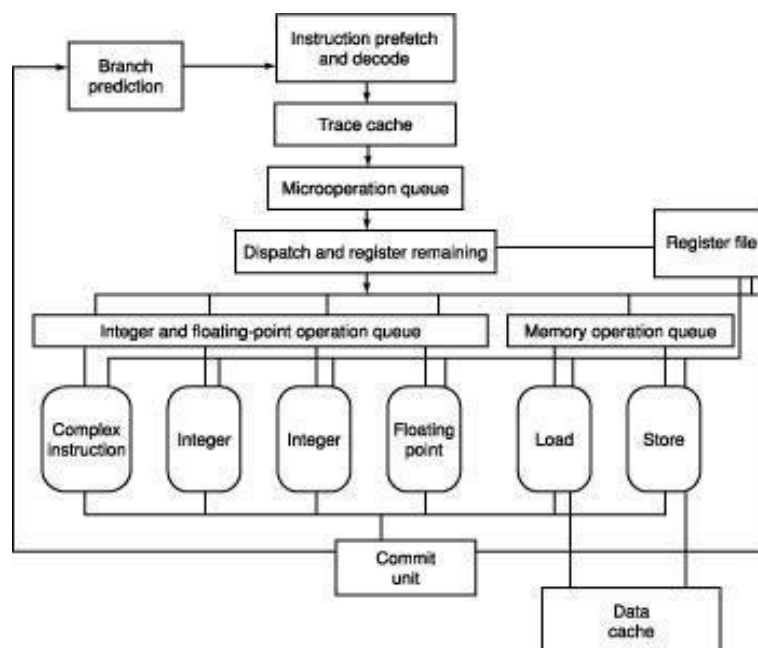 Instruction prefetch
and decode
Branch
prediction
Trace cache
Microoperation queue
Dispatch and register remaining
Register file
Integer and floating-point operation queue
Memory operation queue
Complex
instruction
Integer
Integer
Floating
point
Load
Store
Commit
unit
Data
cache